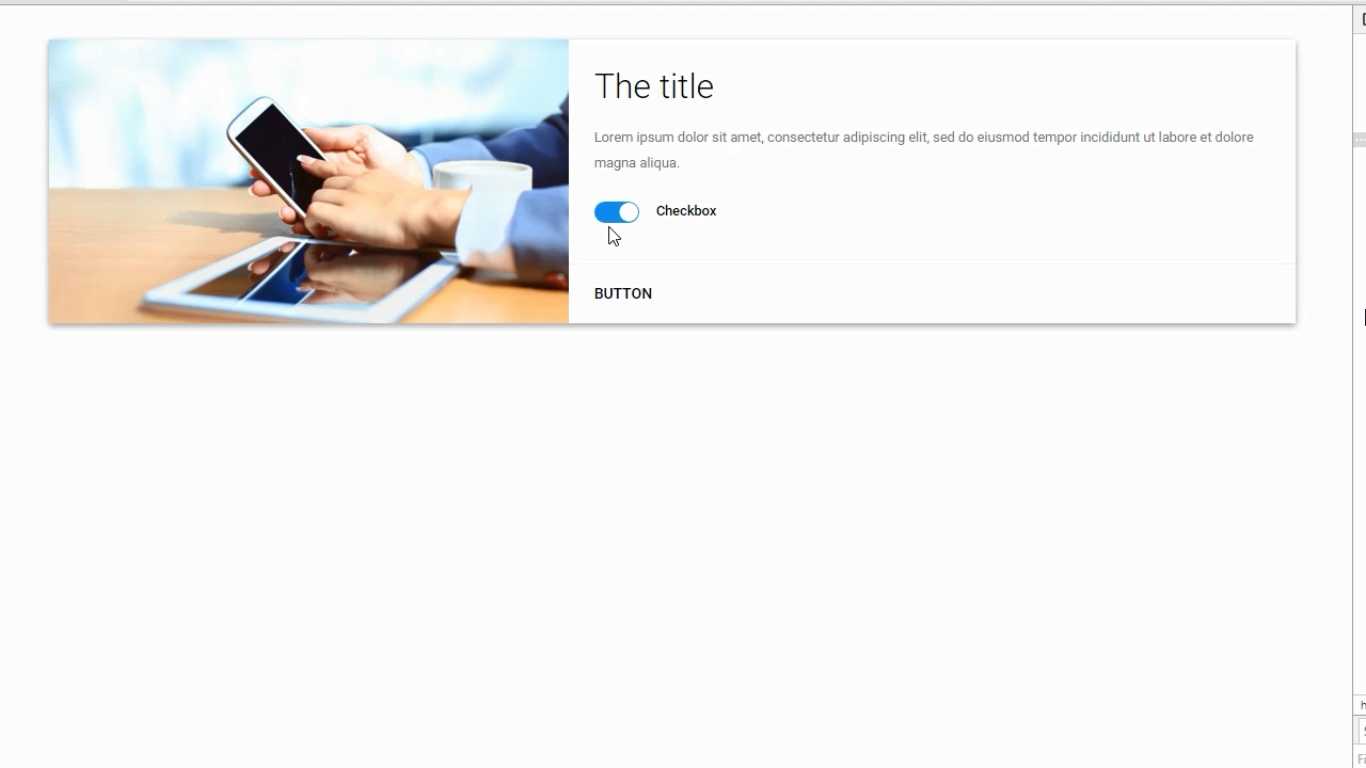 The title
Lorem ipsum dolor sit amet, consectetur adipiscing elit, sed do eiusmod tempor incididunt ut labore et dolore
magna aliqua.
Checkbox
BUTTON